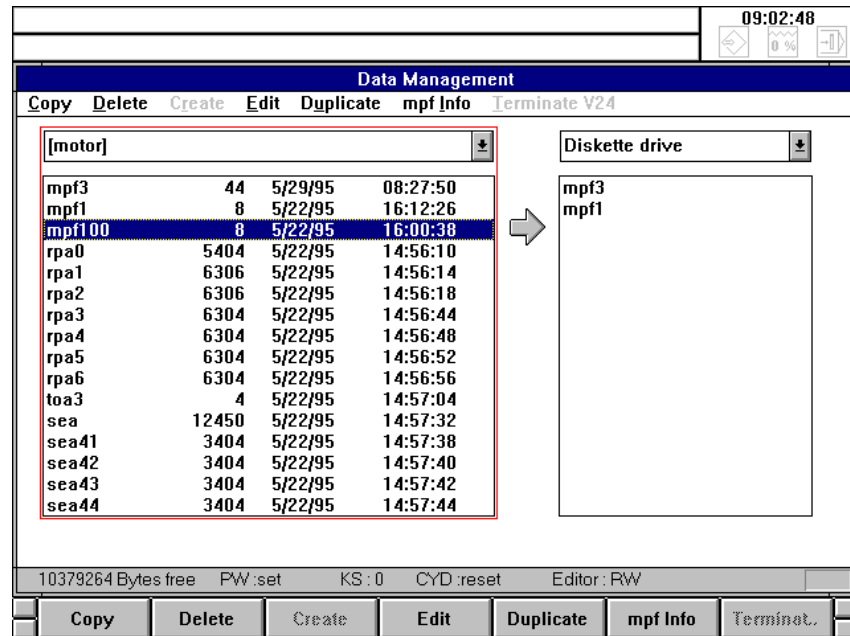 09:02:48
0 %
Data Management
Copy Delete Create Edit Duplicate mpf Info Terminate V24
[motor] Diskette drive
mpf3 44 5/29/95 08:27:50 mpf3
mpf1 8 5/22/95 16:12:26 mpf1
mpf100 8 5/22/95 16:00:38
rpa0 5404 5/22/95 14:56:10
rpa1 6306 5/22/95 14:56:14
rpa2 6306 5/22/95 14:56:18
rpa3 6304 5/22/95 14:56:44
rpa4 6304 5/22/95 14:56:48
rpa5 6304 5/22/95 14:56:52
rpa6 6304 5/22/95 14:56:56
toa3 4 5/22/95 14:57:04
sea 12450 5/22/95 14:57:32
sea41 3404 5/22/95 14:57:38
sea42 3404 5/22/95 14:57:40
sea43 3404 5/22/95 14:57:42
sea44 3404 5/22/95 14:57:44
10379264 Bytes free PW :set KS : 0 CYD :reset Editor : RW
Copy Delete Create Edit Duplicate mpf Info Terminat..